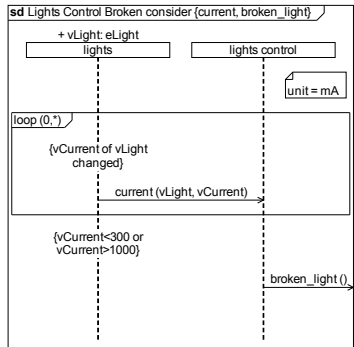 sd Lights Control Broken consider {current, broken_light}
+ vLight: eLight
lights
lights control
unit = mA
loop (0,*)
{vCurrent of vLight
changed}
current (vLight, vCurrent)
{vCurrent<300 or
vCurrent>1000}
broken_light ()